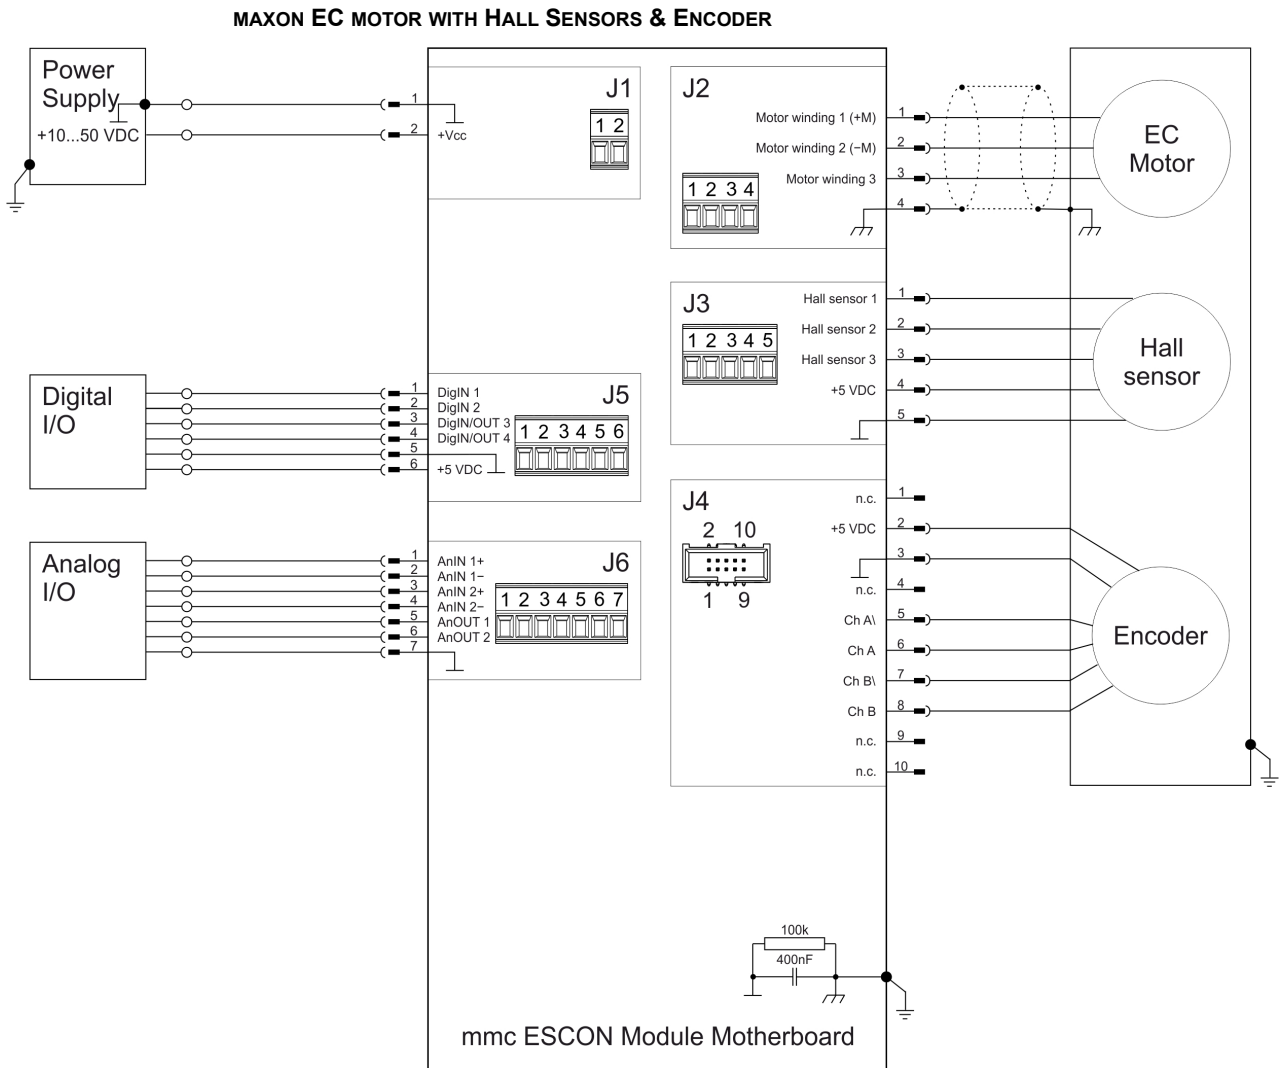 MAXON EC MOTOR WITH HALL SENSORS & ENCODER
Power
Supply
+10...50 VDC
1
2
+Vcc
J1
1 2
J2
Motor winding 1 (+M)
Motor winding 2 (−M)
Motor winding 3
1 2 3 4
1
2
3
4
EC
Motor
J3
Hall sensor 1
Hall sensor 2
Hall sensor 3
+5 VDC
1 2 3 4 5
1
2
3
4
5
Hall
sensor
Digital
I/O
1
2
3
4
5
6
DigIN 1
DigIN 2
DigIN/OUT 3
DigIN/OUT 4
+5 VDC
J5
1 2 3 4 5 6
J4
2 10
1 9
n.c.
+5 VDC
n.c.
Ch A\
Ch A
Ch B\
Ch B
n.c.
n.c.
1
2
3
4
5
6
7
8
9
10
Encoder
Analog
I/O
1
2
3
4
5
6
7
AnIN 1+
AnIN 1−
AnIN 2+
AnIN 2−
AnOUT 1
AnOUT 2
J6
1 2 3 4 5 6 7
100k
400nF
mmc ESCON Module Motherboard